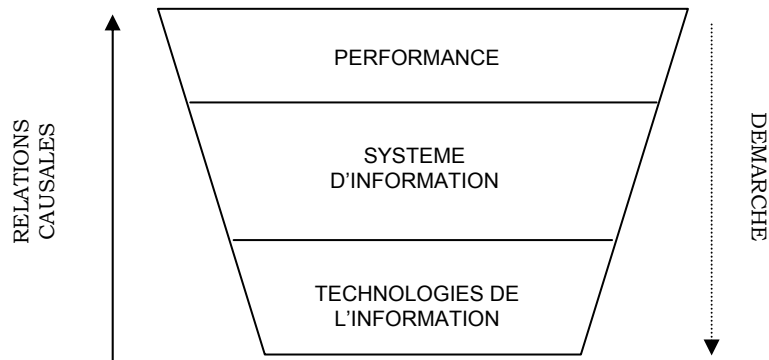 PERFORMANCE
RELATIONS
CAUSALES
SYSTEME
D'INFORMATION
DEMARCHE
TECHNOLOGIES DE
L'INFORMATION